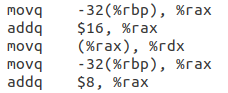 movq -32(%rbp), %rax
addq $16, %rax
movq (%rax), %rdx
movq -32(%rbp), %rax
addq $8, %rax